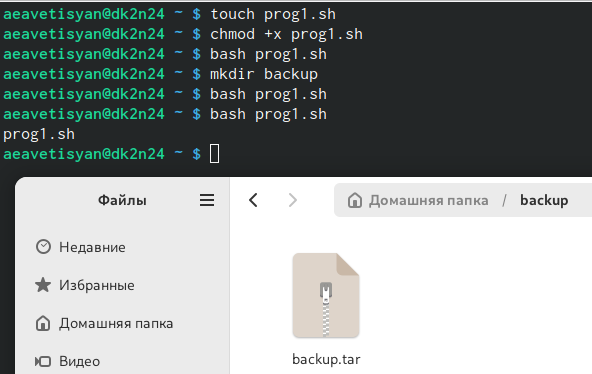 aeavetisyan@dk2n24 ~ $ touch prog1.sh
aeavetisyan@dk2n24 ~ $ chmod +x prog1.sh
aeavetisyan@dk2n24 ~ $ bash prog1.sh
aeavetisyan@dk2n24 ~ $ mkdir backup
aeavetisyan@dk2n24 ~ $ bash prog1.sh
aeavetisyan@dk2n24 ~ $ bash prog1.sh
prog1.sh
aeavetisyan@dk2n24 ~ $
Файлы
Домашняя папка / backup
Недавние
Избранные
Домашняя папка
Видео
backup.tar